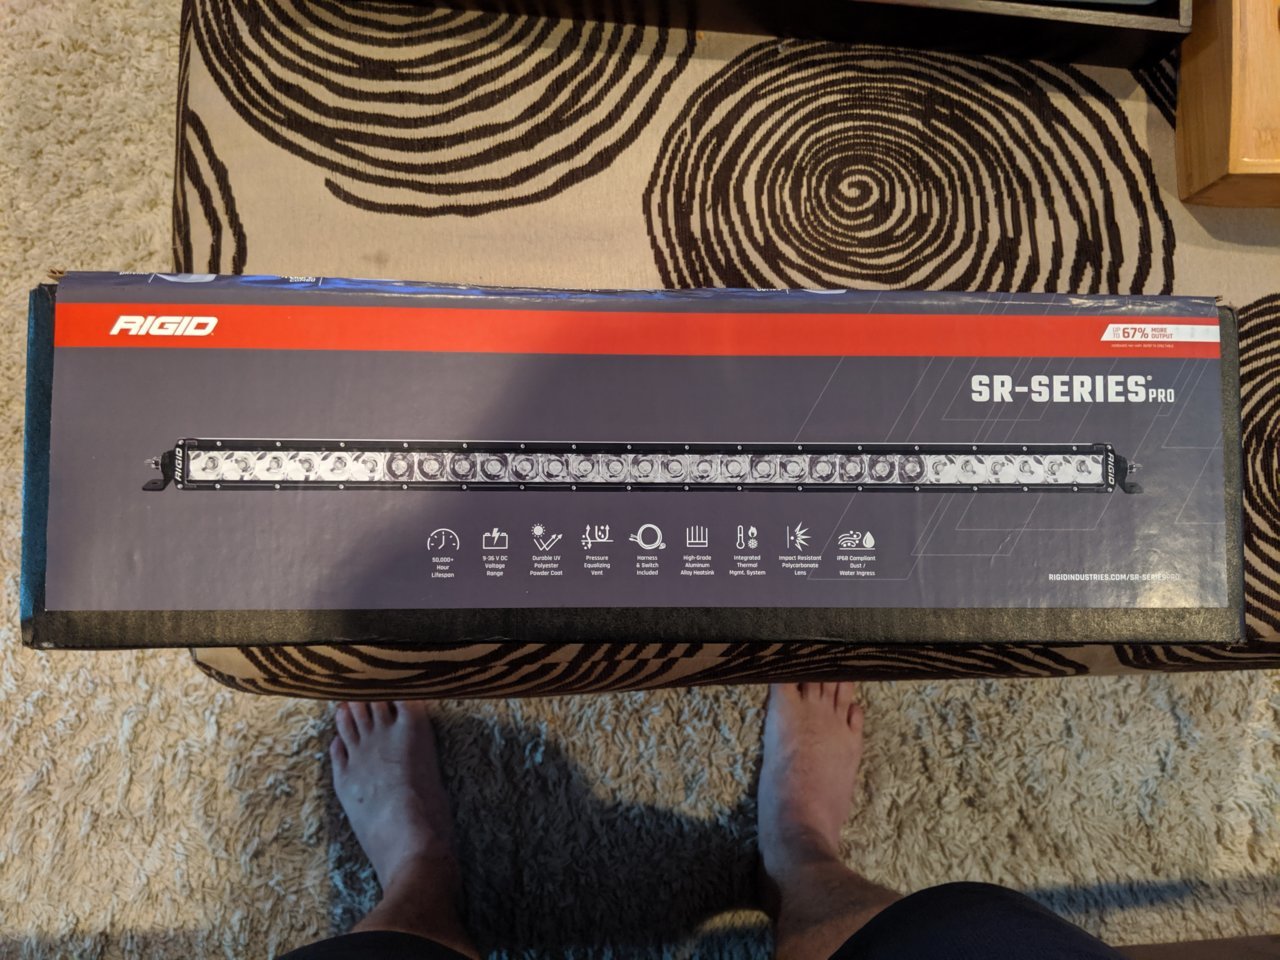 RIGID
UP TO 67% MORE OUTPUT
SR-SERIES® PRO
RIGID
RIGID
50,000+
Hour
Lifespan
9-36 V DC
Voltage
Range
Durable UV
Polyester
Powder Coat
Pressure
Equalizing
Vent
Harness
& Switch
Included
High-Grade
Aluminum
Alloy Heatsink
Integrated
Thermal
Mgmt. System
Impact Resistant
Polycarbonate
Lens
IP68 Compliant
Dust /
Water Ingress
RIGIDINDUSTRIES.COM/SR-SERIESPRO